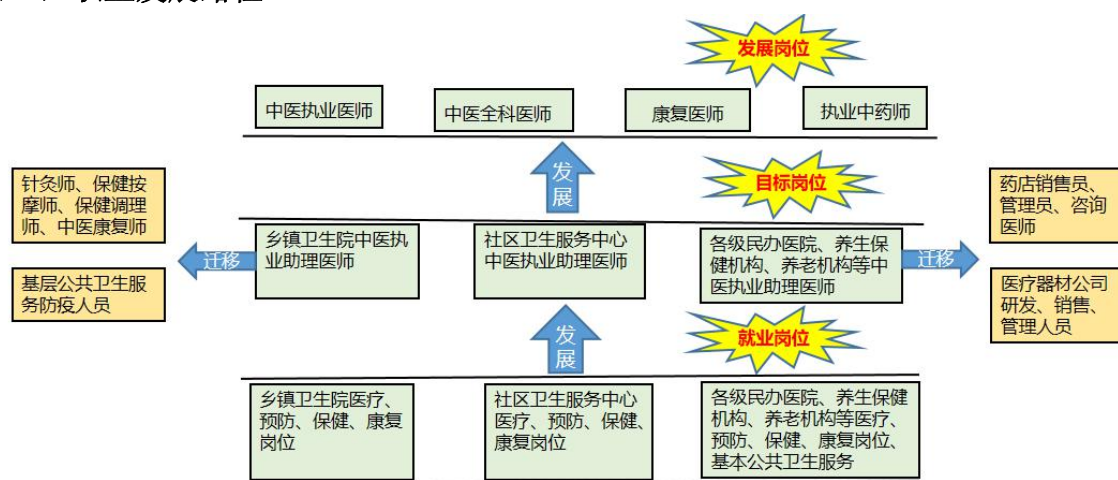 发展岗位
中医执业医师
中医全科医师
康复医师
执业中药师
发展
目标岗位
针灸师、保健按
摩师、保健调理
师、中医康复师
基层公共卫生服
务防疫人员
迁移
乡镇卫生院中医执
业助理医师
社区卫生服务中心
中医执业助理医师
各级民办医院、养生保
健机构、养老机构等中
医执业助理医师
迁移
药店销售员、
管理员、咨询
医师
医疗器材公司
研发、销售、
管理人员
发展
就业岗位
乡镇卫生院医疗、
预防、保健、康复
岗位
社区卫生服务中心
医疗、预防、保健、
康复岗位
各级民办医院、养生保健
机构、养老机构等医疗、
预防、保健、康复岗位、
基本公共卫生服务